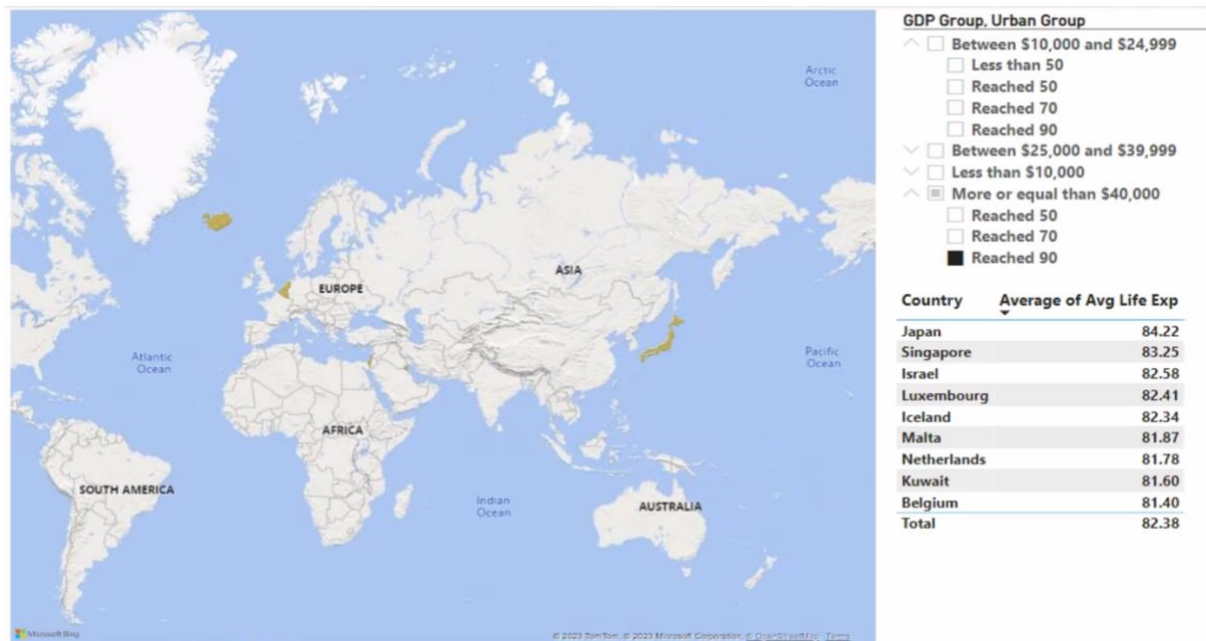 Arctic
Ocean
ASIA
EUROPE
Atlantic
Ocean
Pacific
Ocean
AFRICA
SOUTH AMERICA
Indian
Ocean
AUSTRALIA
Microsoft Bing
© 2023 TomTom, © 2023 Microsoft Corporation, © OpenStreetMap Terms
GDP Group, Urban Group
Between $10,000 and $24,999
Less than 50
Reached 50
Reached 70
Reached 90
Between $25,000 and $39,999
Less than $10,000
More or equal than $40,000
Reached 50
Reached 70
Reached 90
Country Average of Avg Life Exp
Japan 84.22
Singapore 83.25
Israel 82.58
Luxembourg 82.41
Iceland 82.34
Malta 81.87
Netherlands 81.78
Kuwait 81.60
Belgium 81.40
Total 82.38